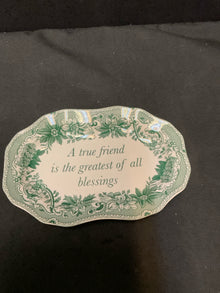 A true friend
is the greatest of all
blessings